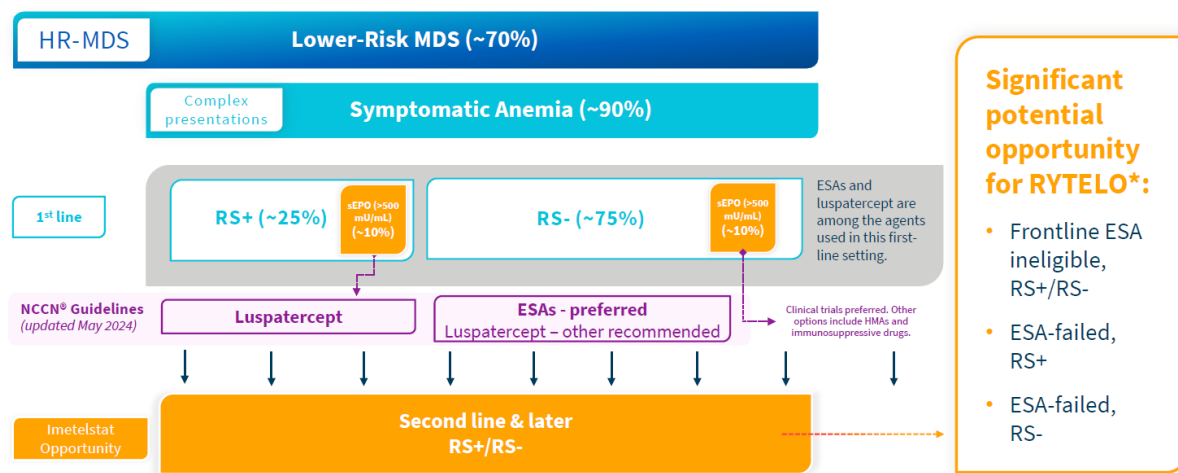 HR-MDS
Lower-Risk MDS (~70%)
Complex
presentations
Symptomatic Anemia (~90%)
1st line
RS+ (~25%)
sEPO (>500
mU/mL)
(~10%)
RS- (~75%)
sEPO (>500
mU/mL)
(~10%)
ESAs and
luspatercept are
among the agents
used in this first-
line setting.
NCCN® Guidelines
(updated May 2024)
Luspatercept
ESAs - preferred
Luspatercept – other recommended
Clinical trials preferred. Other
options include HMAs and
immunosuppressive drugs.
Imetelstat
Opportunity
Second line & later
RS+/RS-
Significant
potential
opportunity
for RYTELO*:
• Frontline ESA
ineligible,
RS+/RS-
• ESA-failed,
RS+
• ESA-failed,
RS-